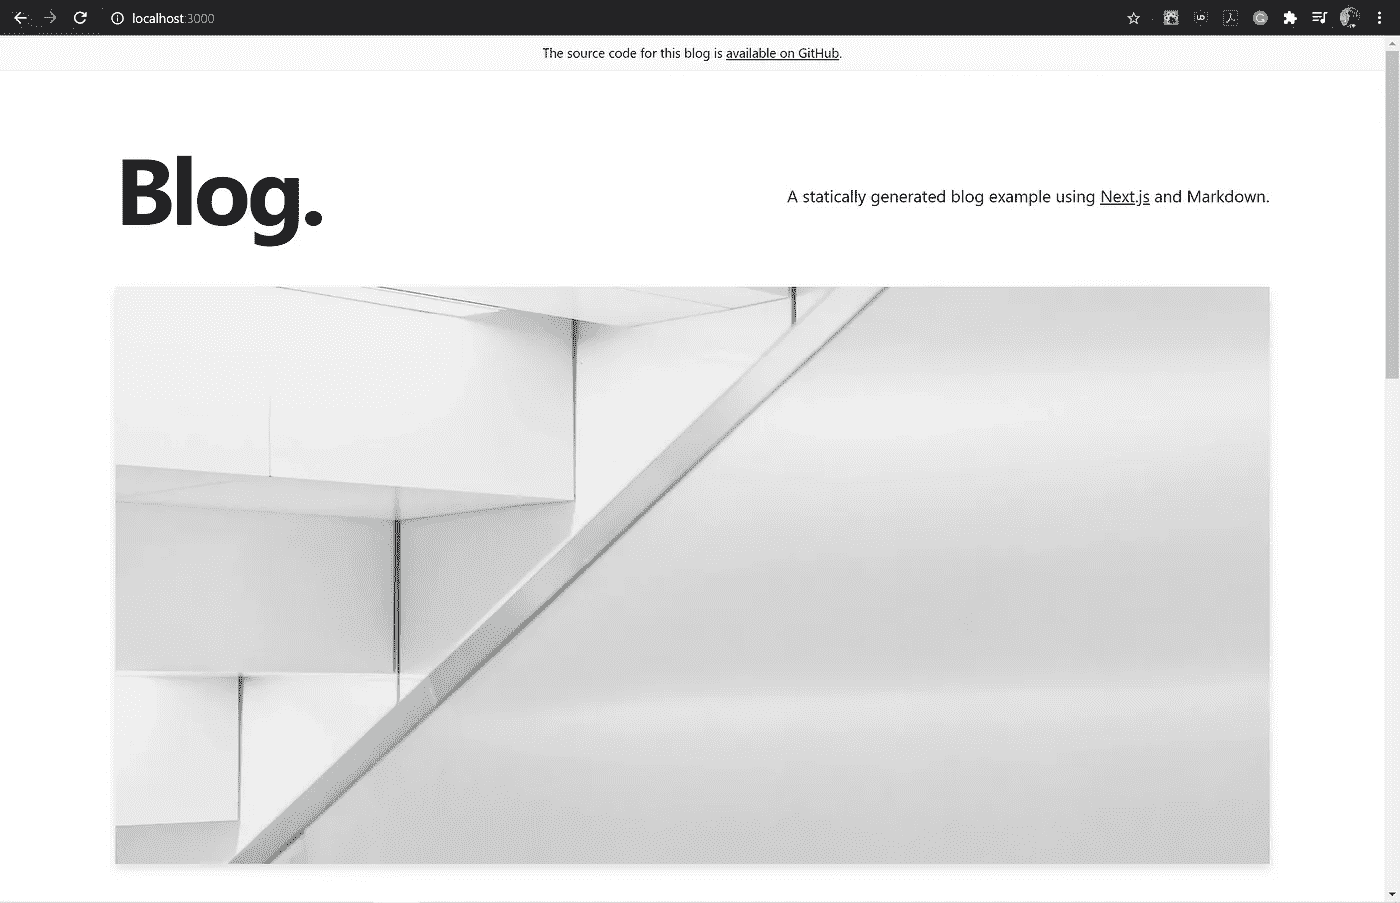 localhost:3000
The source code for this blog is available on GitHub.
Blog.
A statically generated blog example using Next.js and Markdown.